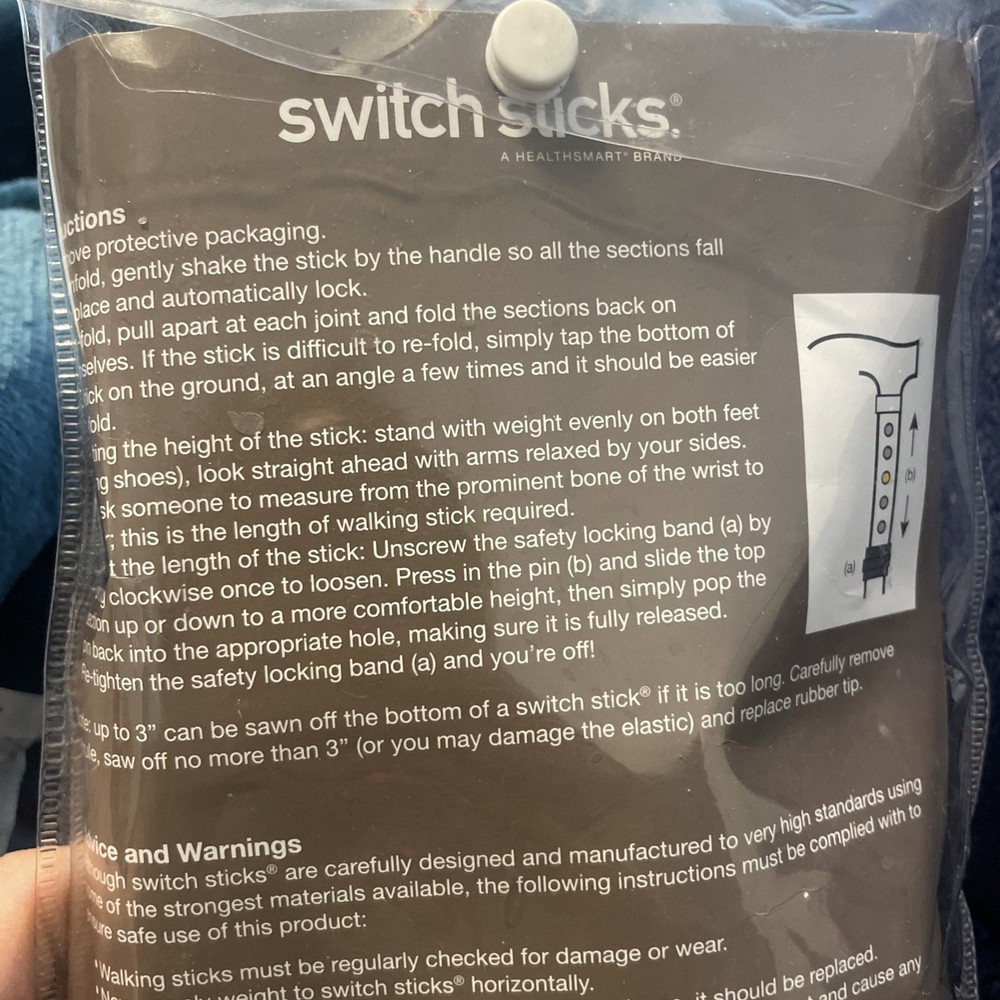 switch sticks.®
A HEALTHSMART® BRAND
uctions
ove protective packaging.
nfold, gently shake the stick by the handle so all the sections fall
place and automatically lock.
fold, pull apart at each joint and fold the sections back on
selves. If the stick is difficult to re-fold, simply tap the bottom of
ick on the ground, at an angle a few times and it should be easier
old.
ing the height of the stick: stand with weight evenly on both feet
g shoes), look straight ahead with arms relaxed by your sides.
sk someone to measure from the prominent bone of the wrist to
r; this is the length of walking stick required.
t the length of the stick: Unscrew the safety locking band (a) by
y clockwise once to loosen. Press in the pin (b) and slide the top
ction up or down to a more comfortable height, then simply pop the
n back into the appropriate hole, making sure it is fully released.
e-tighten the safety locking band (a) and you're off!
(b)
(a)
te: up to 3" can be sawn off the bottom of a switch stick® if it is too long. Carefully remove
le, saw off no more than 3" (or you may damage the elastic) and replace rubber tip.
vice and Warnings
ough switch sticks® are carefully designed and manufactured to very high standards using
me of the strongest materials available, the following instructions must be complied with to
sure safe use of this product:
•Walking sticks must be regularly checked for damage or wear.
weight to switch sticks® horizontally.
it should be replaced.
and cause any